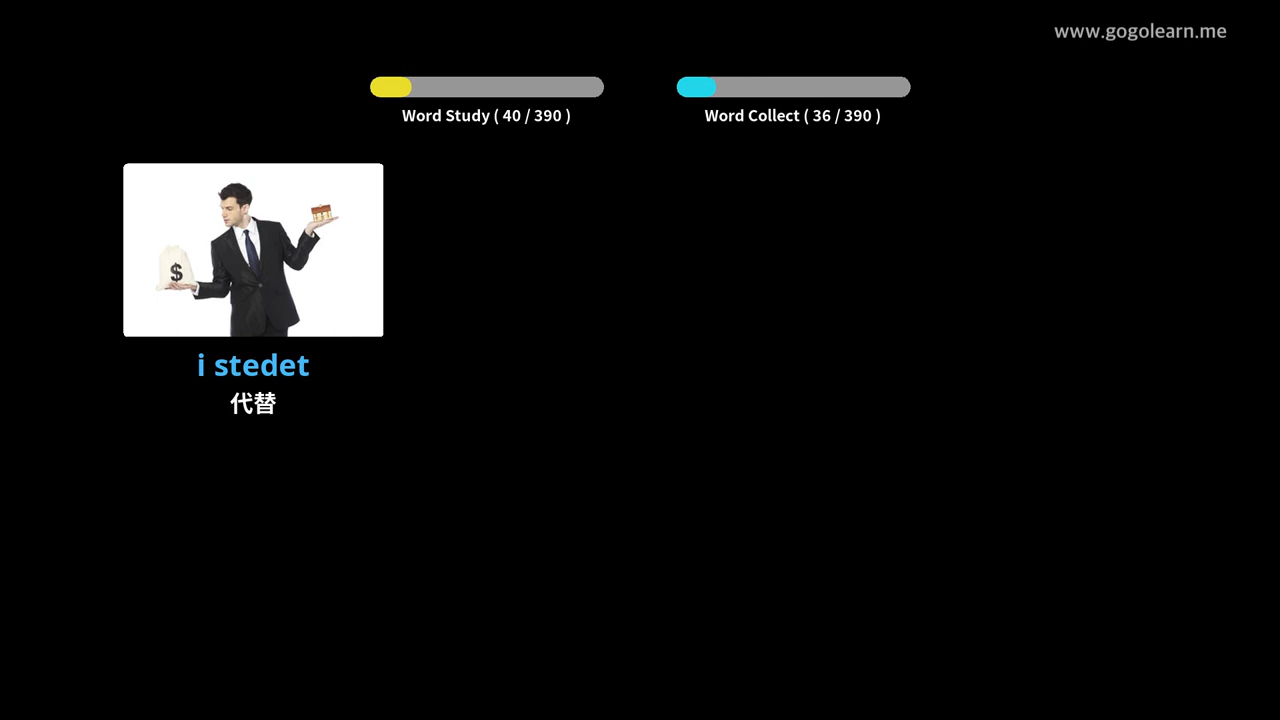 www.gogolearn.me
Word Study ( 40 / 390 )
Word Collect ( 36 / 390 )
$
i stedet
代替